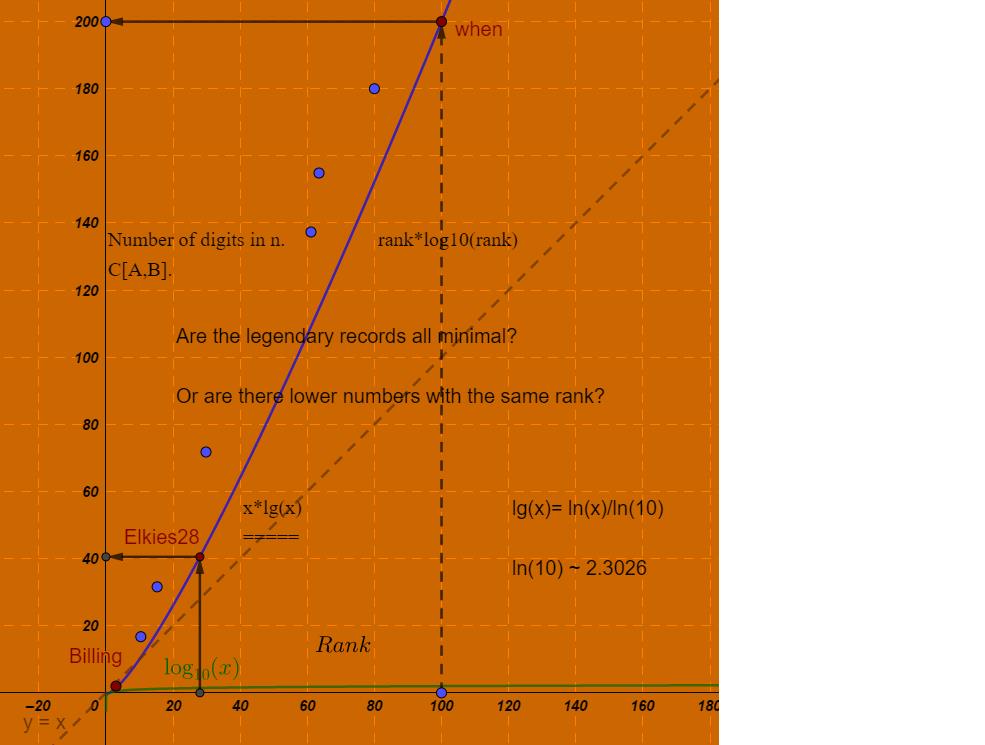 200
when
180
160
140
Number of digits in n.
rank*log10(rank)
C[A,B].
120
Are the legendary records all minimal?
100
Or are there lower numbers with the same rank?
80
60
x*lg(x)
=====
lg(x)= ln(x)/ln(10)
Elkies28
40
ln(10) ~ 2.3026
20
Rank
Billing
log₁₀(x)
−20 0 20 40 60 80 100 120 140 160 180
y = x